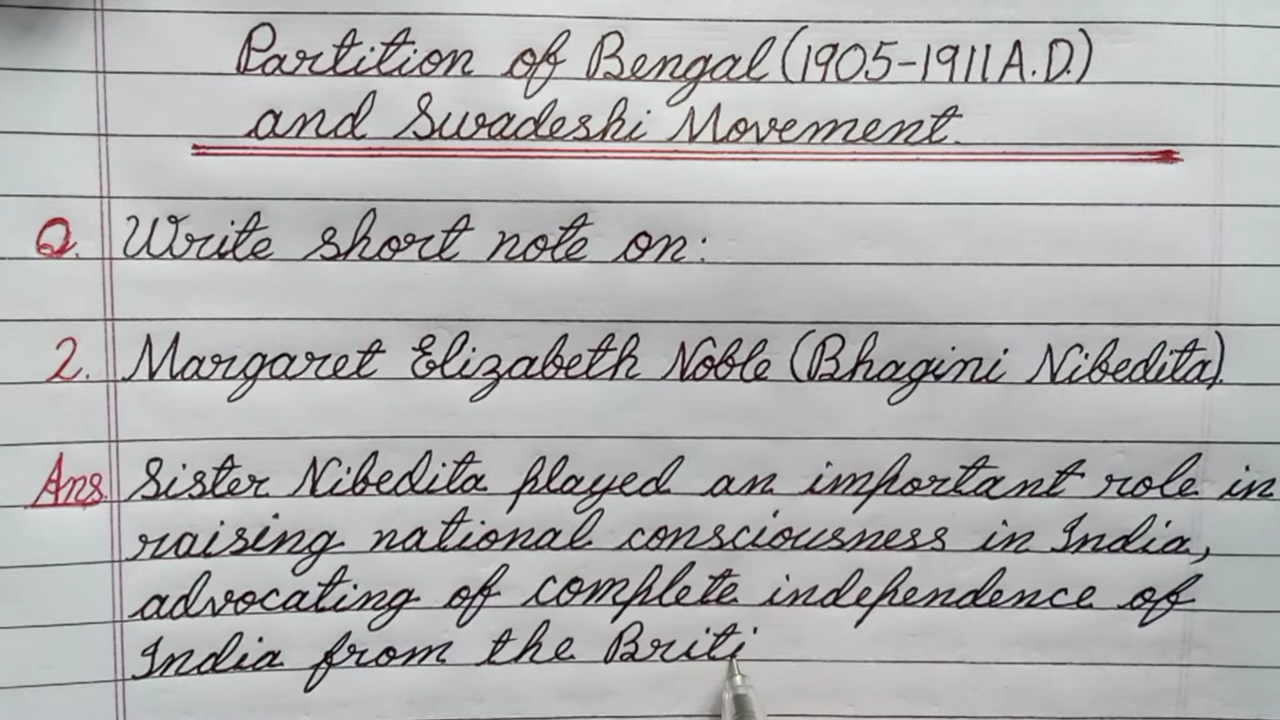 Partition of Bengal (1905-1911 A.D.)
and Swadeshi Movement.
Q. Write short note on:
2. Margaret Elizabeth Noble (Bhagini Nibedita)
Ans. Sister Nibedita played an important role in
raising national consciousness in India,
advocating of complete independence of
India from the Briti